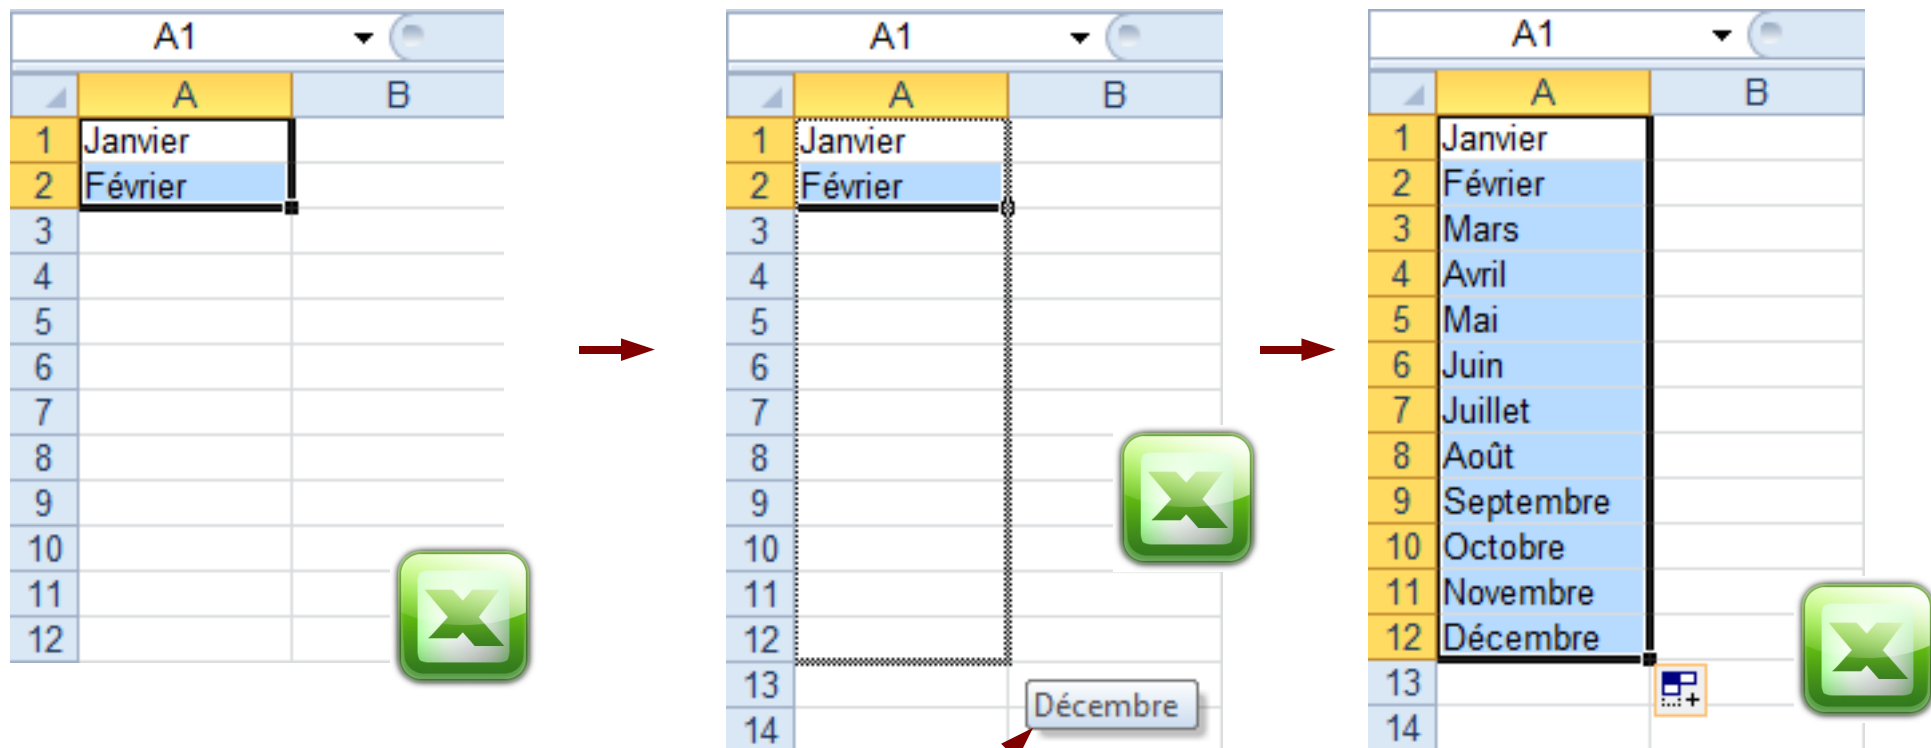 A1
A B
1 Janvier
2 Février
3
4
5
6
7
8
9
10
11
12
A1
A B
1 Janvier
2 Février
3
4
5
6
7
8
9
10
11
12
13
Décembre
14
A1
A B
1 Janvier
2 Février
3 Mars
4 Avril
5 Mai
6 Juin
7 Juillet
8 Août
9 Septembre
10 Octobre
11 Novembre
12 Décembre
13
14